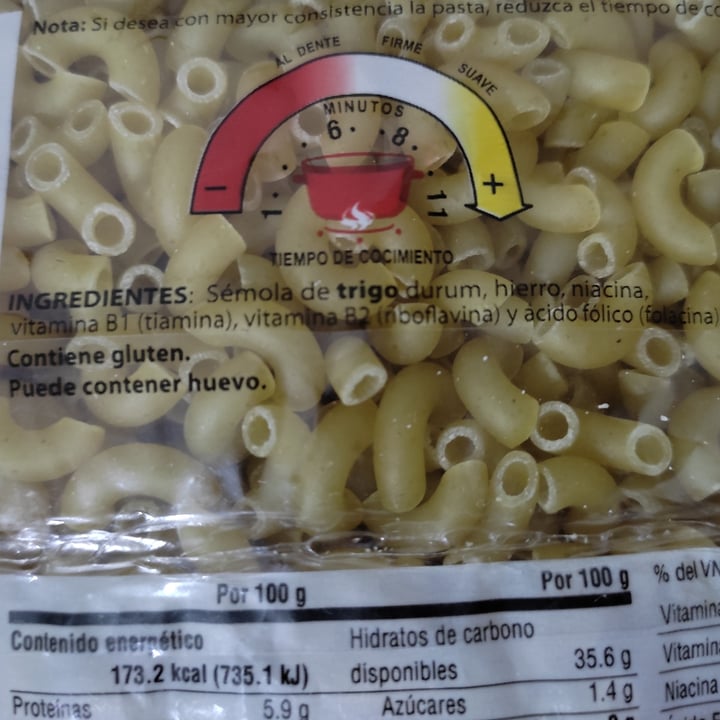 Nota: Si desea con mayor consistencia la pasta, reduzca el tiempo de
AL DENTE FIRME SUAVE
MINUTOS
6 8
1 11
− +
TIEMPO DE COCIMIENTO
INGREDIENTES: Sémola de trigo durum, hierro, niacina,
vitamina B1 (tiamina), vitamina B2 (riboflavina) y ácido fólico (folacina)
Contiene gluten.
Puede contener huevo.
Por 100 g Por 100 g % del
Contenido energético Hidratos de carbono
173.2 kcal (735.1 kJ) disponibles 35.6 g
Proteínas 5.9 g Azúcares 1.4 g Niacina